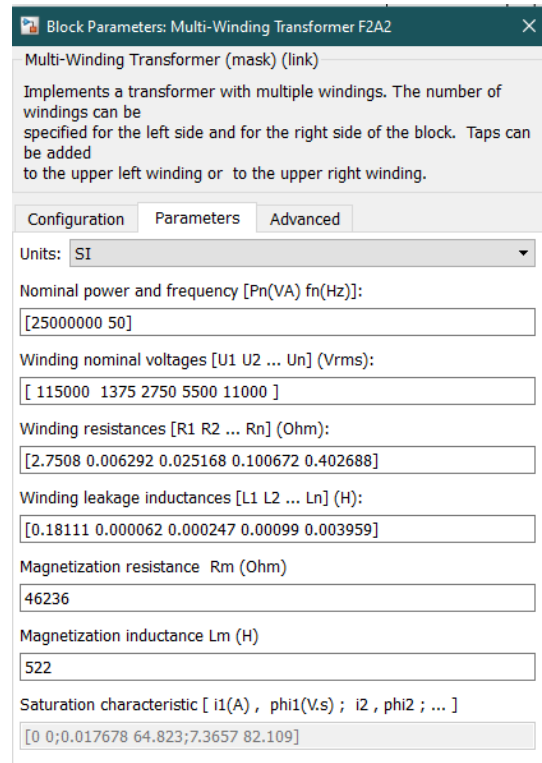 Block Parameters: Multi-Winding Transformer F2A2
Multi-Winding Transformer (mask) (link)
Implements a transformer with multiple windings. The number of
windings can be
specified for the left side and for the right side of the block.  Taps can
be added
to the upper left winding or  to the upper right winding.
Configuration Parameters Advanced
Units: SI
Nominal power and frequency [Pn(VA) fn(Hz)]:
[25000000 50]
Winding nominal voltages [U1 U2 ... Un] (Vrms):
[ 115000  1375 2750 5500 11000 ]
Winding resistances [R1 R2 ... Rn] (Ohm):
[2.7508 0.006292 0.025168 0.100672 0.402688]
Winding leakage inductances [L1 L2 ... Ln] (H):
[0.18111 0.000062 0.000247 0.00099 0.003959]
Magnetization resistance  Rm (Ohm)
46236
Magnetization inductance Lm (H)
522
Saturation characteristic [ i1(A) ,  phi1(V.s) ;  i2 , phi2 ; ... ]
[0 0;0.017678 64.823;7.3657 82.109]